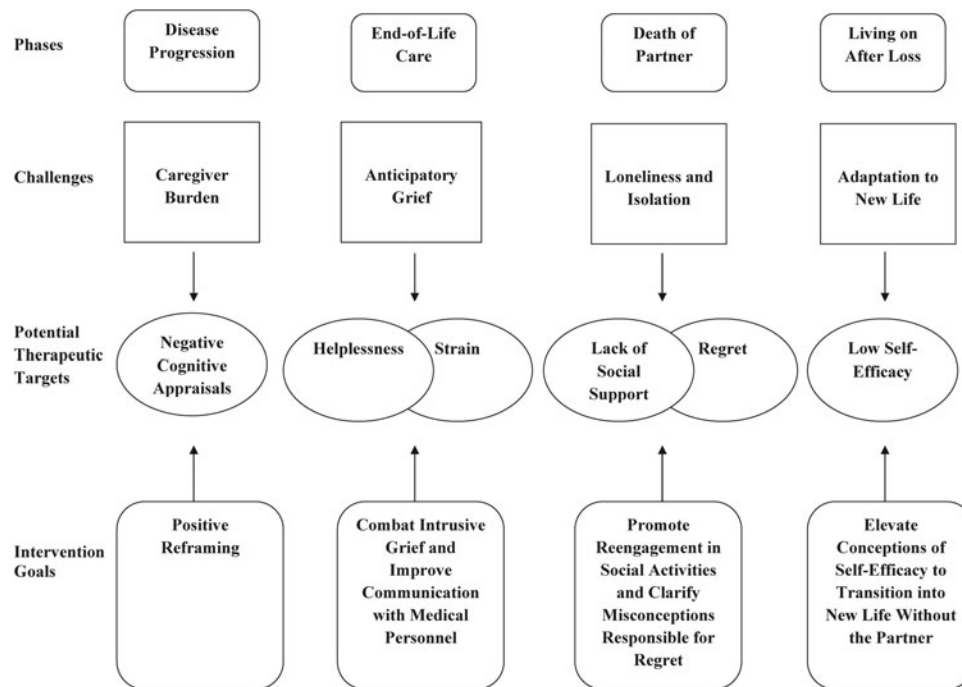 Phases
Disease
Progression
End-of-Life
Care
Death of
Partner
Living on
After Loss
Challenges
Caregiver
Burden
Anticipatory
Grief
Loneliness and
Isolation
Adaptation to
New Life
Potential
Therapeutic
Targets
Negative
Cognitive
Appraisals
Helplessness
Strain
Lack of
Social
Support
Regret
Low Self-
Efficacy
Intervention
Goals
Positive
Reframing
Combat Intrusive
Grief and
Improve
Communication
with Medical
Personnel
Promote
Reengagement in
Social Activities
and Clarify
Misconceptions
Responsible for
Regret
Elevate
Conceptions of
Self-Efficacy to
Transition into
New Life Without
the Partner